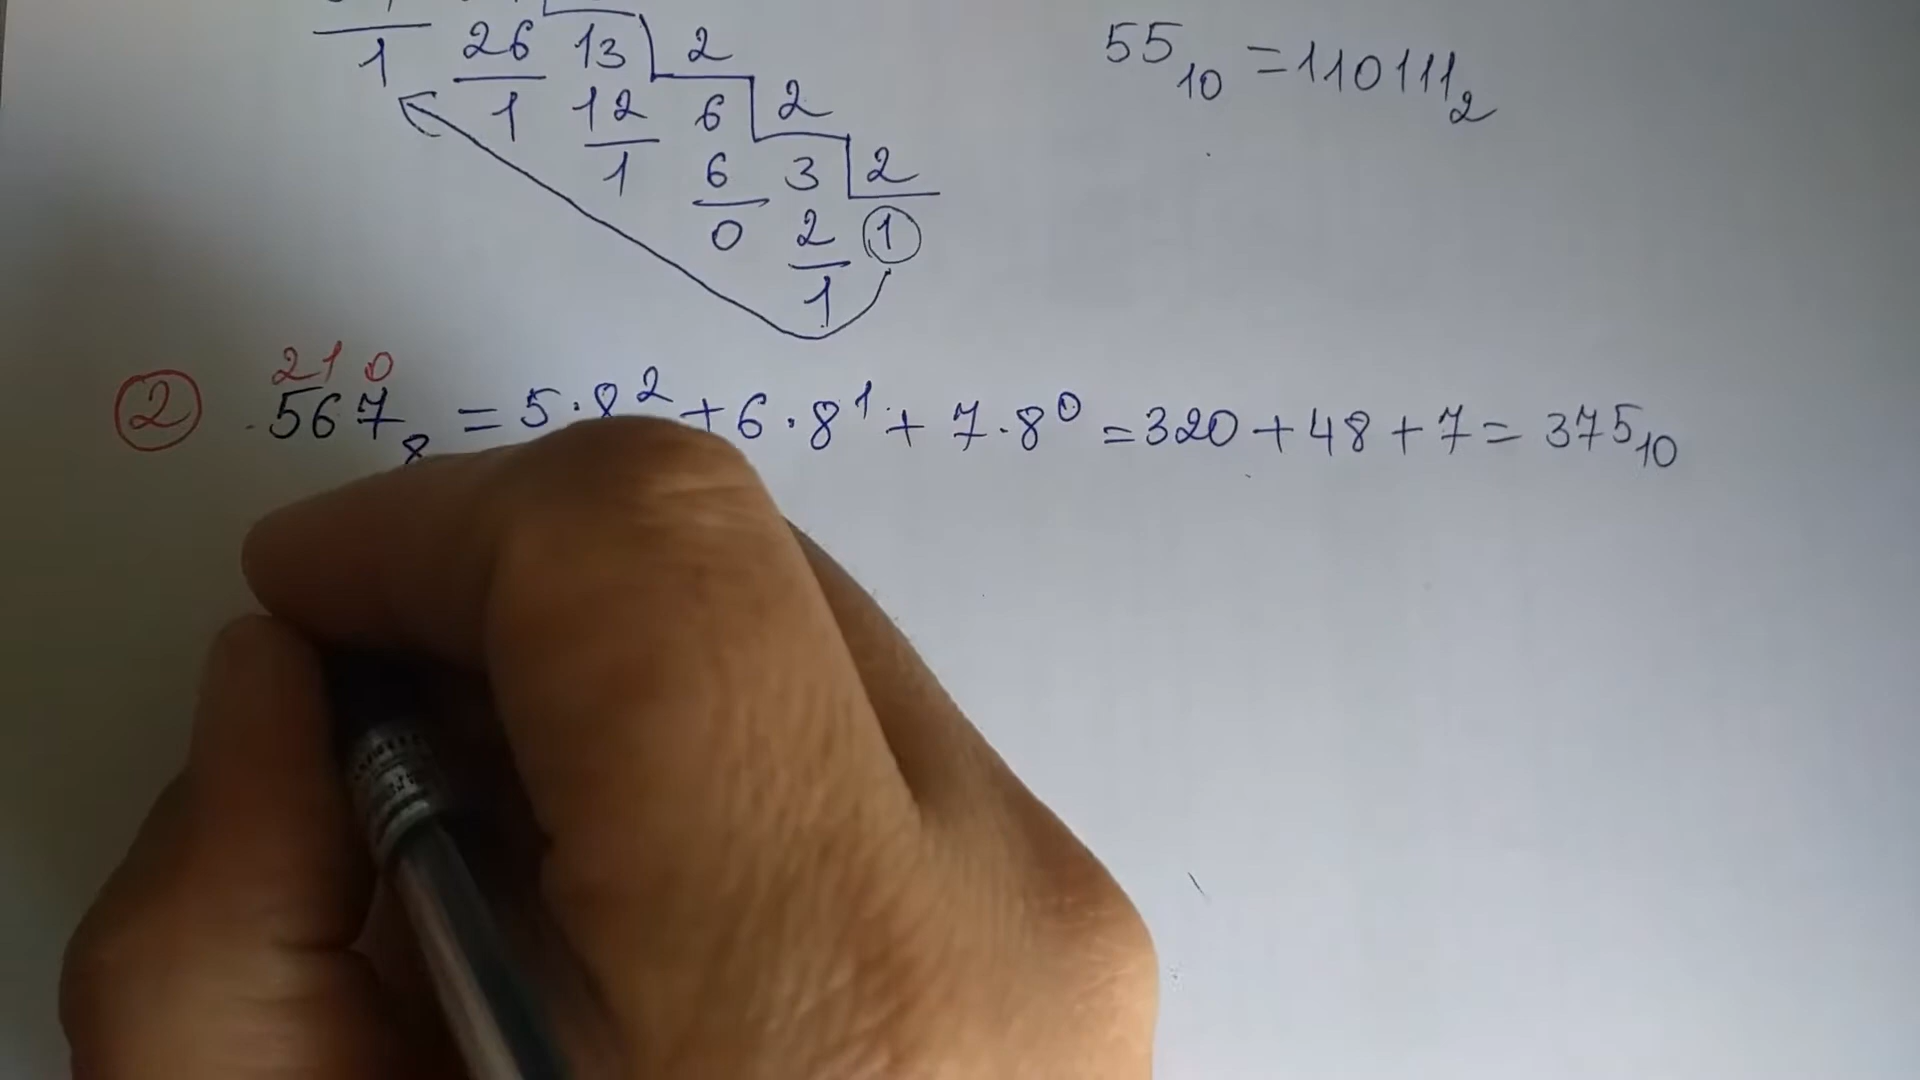 1 26 13 2
1 12 6 2
1 6 3 2
0 2 1
1
55₁₀ = 110111₂
2 1 0
② 567₈ = 5·8² + 6·8¹ + 7·8⁰ = 320 + 48 + 7 = 375₁₀